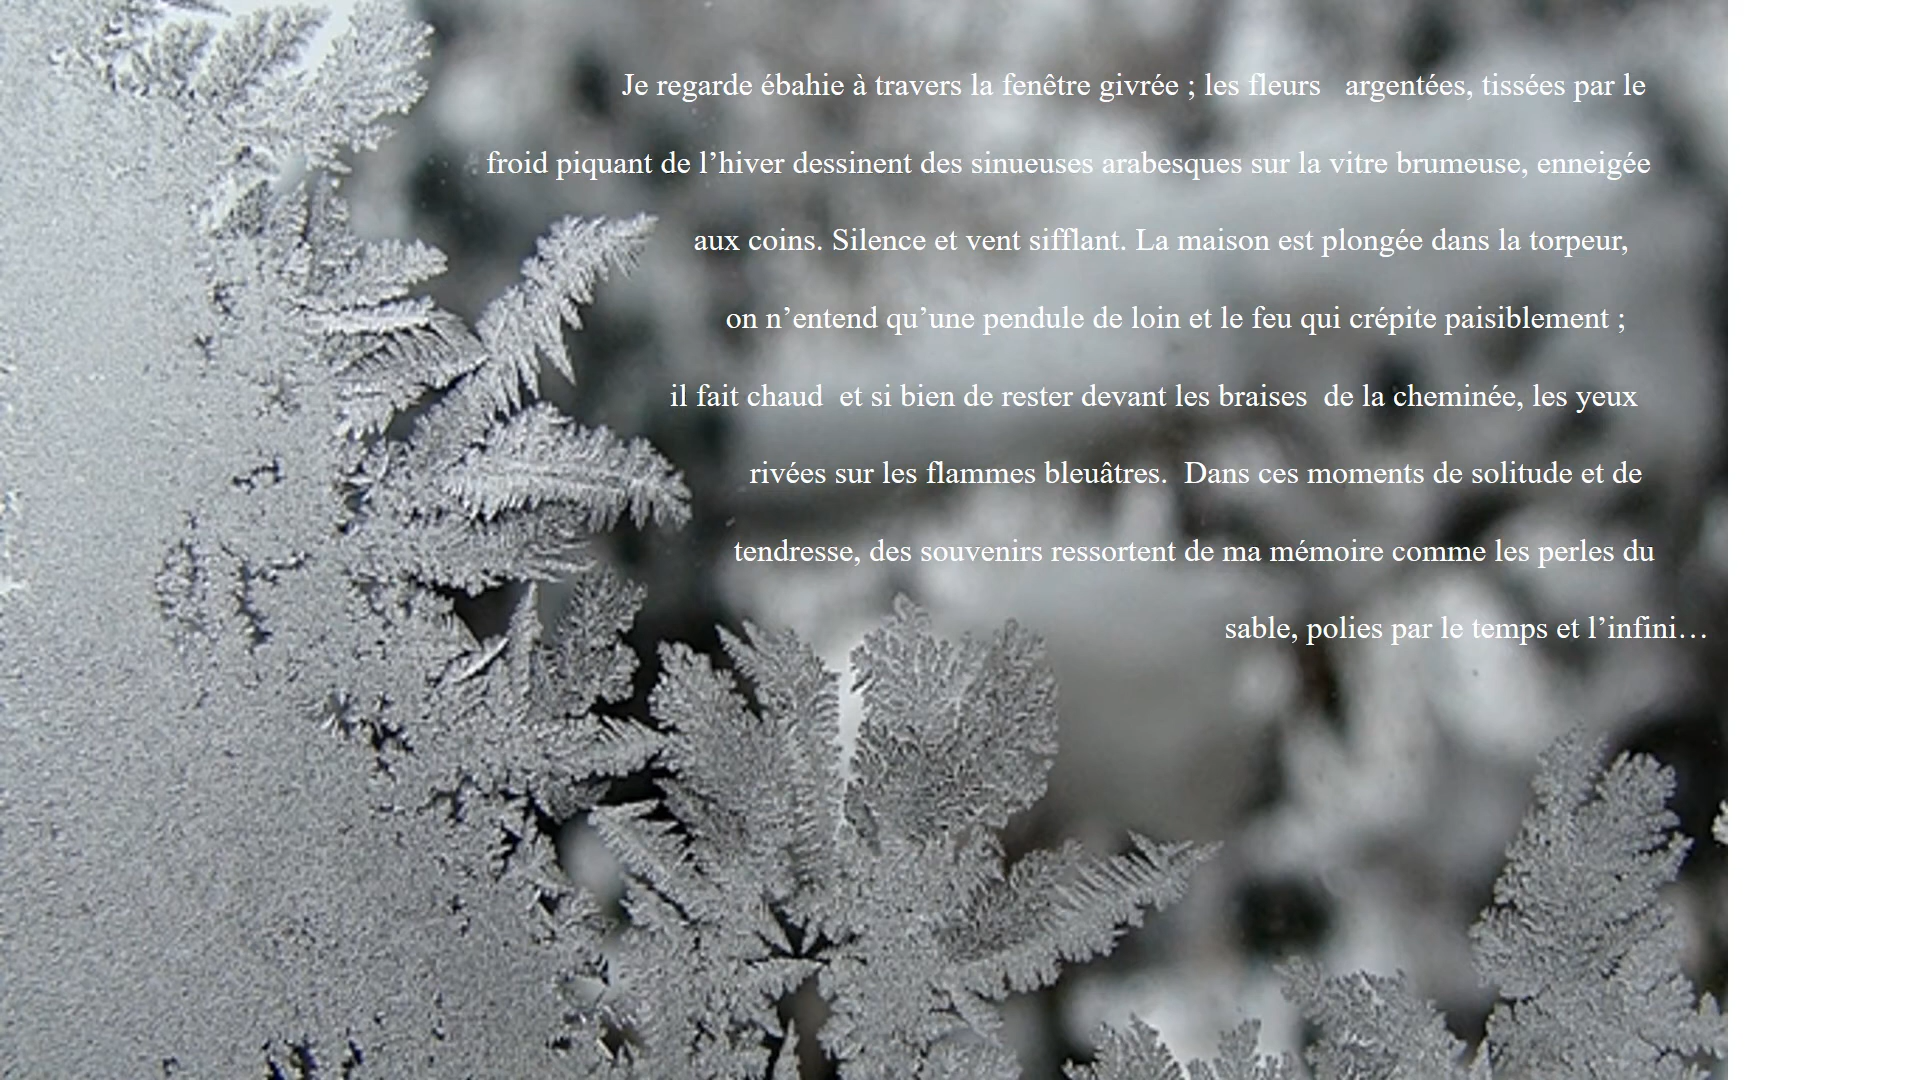 Je regarde ébahie à travers la fenêtre givrée ; les fleurs   argentées, tissées par le
froid piquant de l’hiver dessinent des sinueuses arabesques sur la vitre brumeuse, enneigée
aux coins. Silence et vent sifflant. La maison est plongée dans la torpeur,
on n’entend qu’une pendule de loin et le feu qui crépite paisiblement ;
il fait chaud  et si bien de rester devant les braises  de la cheminée, les yeux
rivées sur les flammes bleuâtres.  Dans ces moments de solitude et de
tendresse, des souvenirs ressortent de ma mémoire comme les perles du
sable, polies par le temps et l’infini…